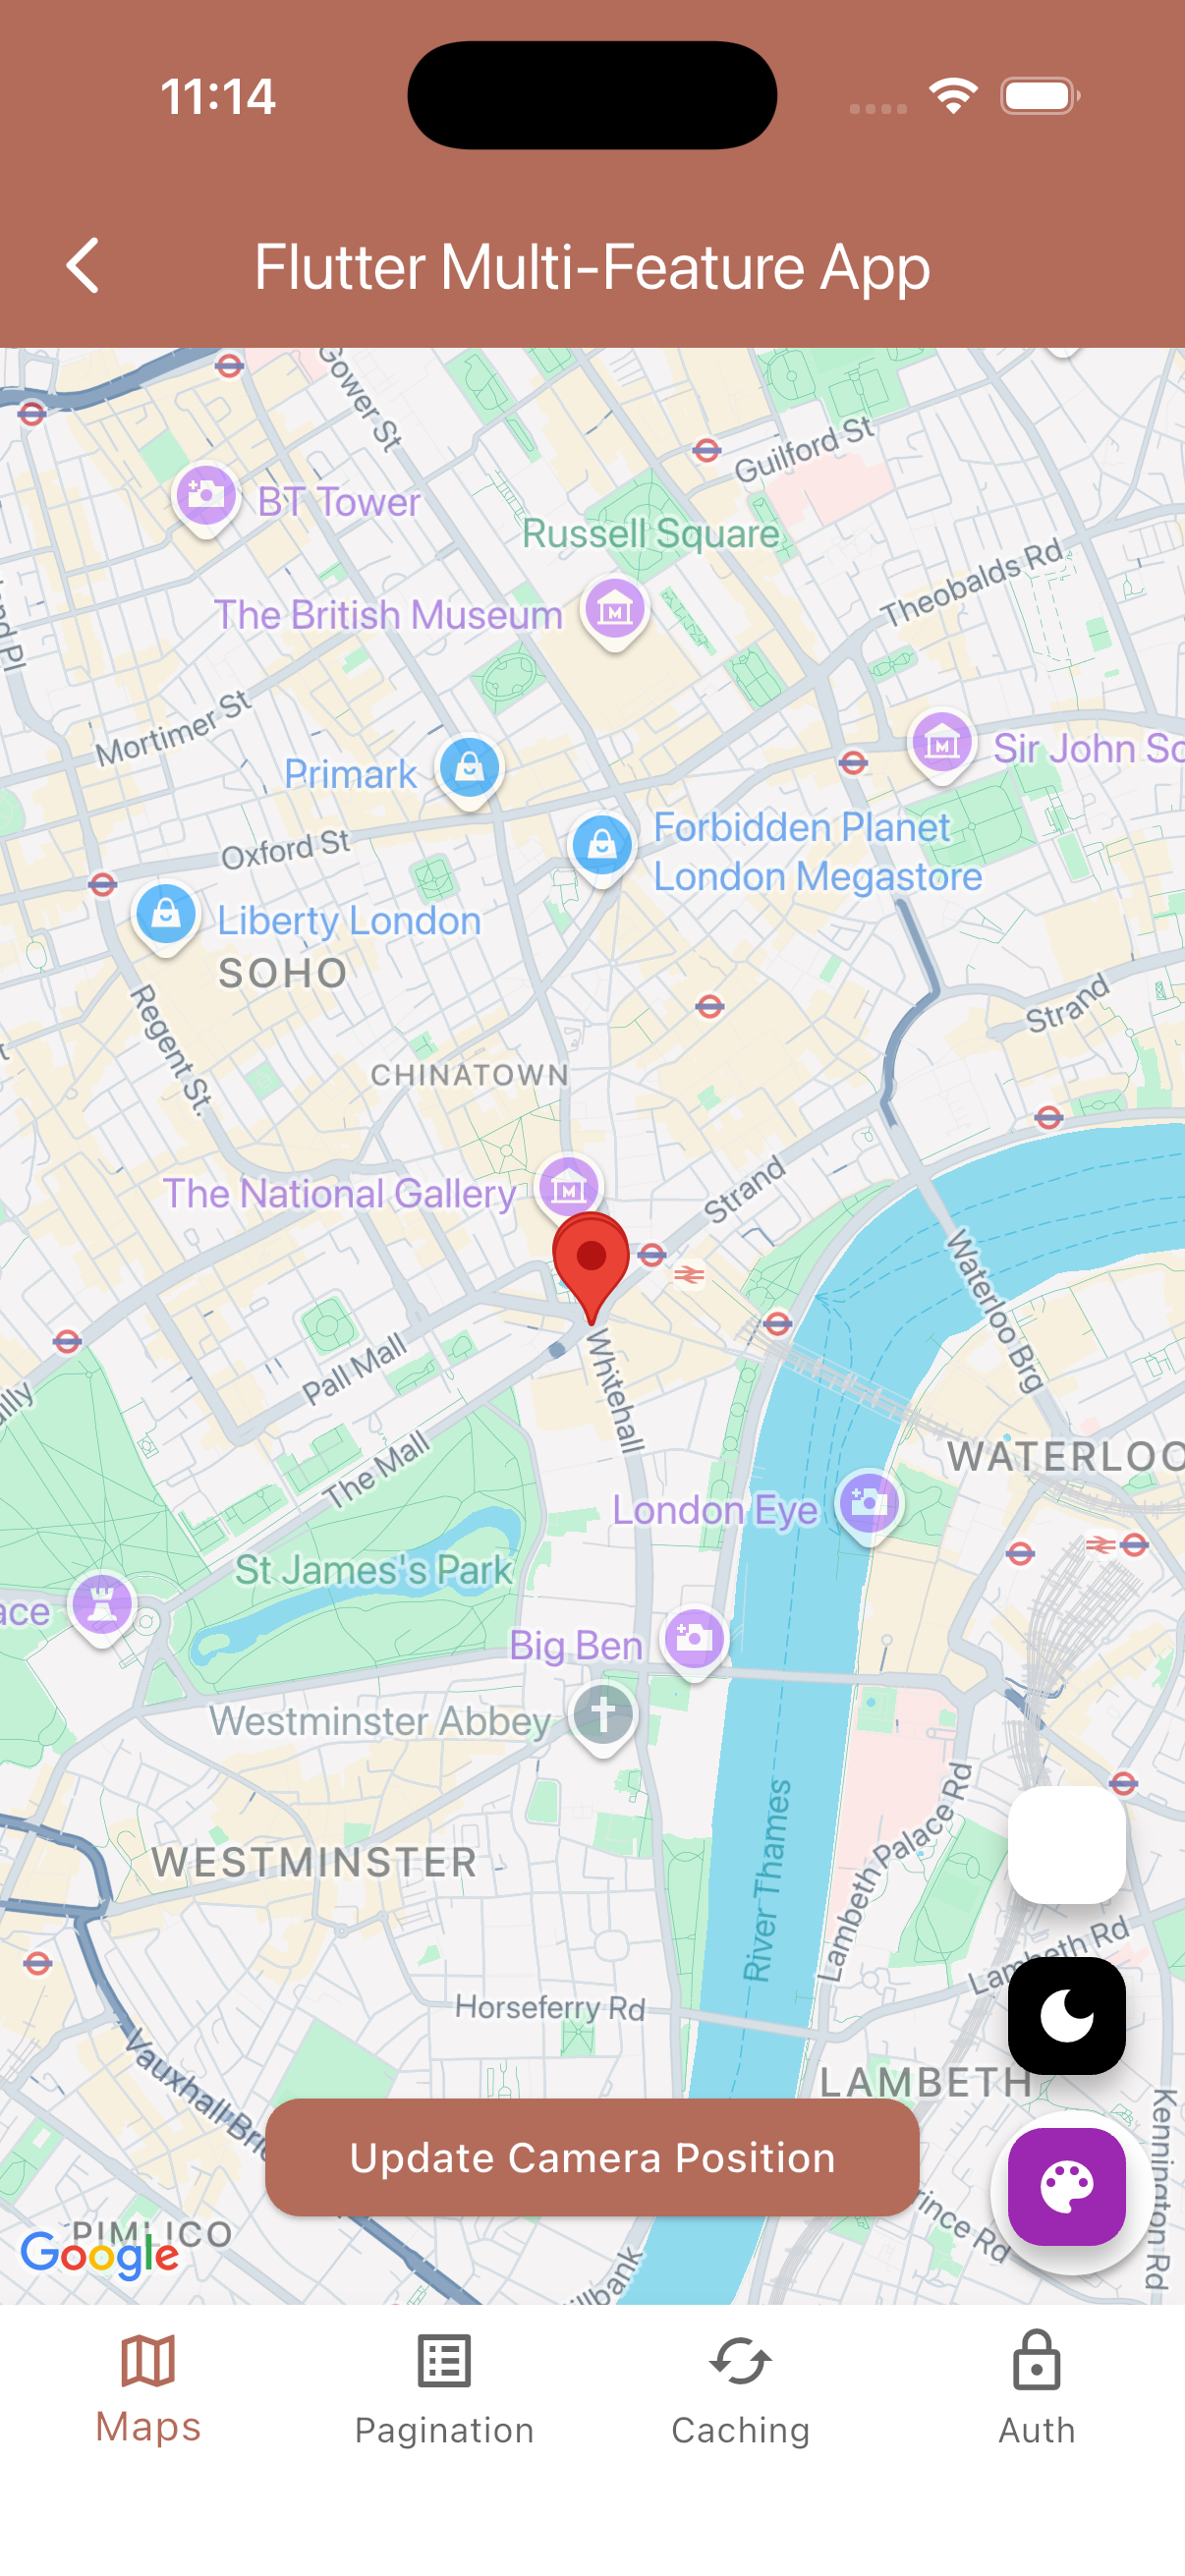 11:14
Flutter Multi-Feature App
Gower St
Guilford St
BT Tower
Russell Square
Theobalds Rd
The British Museum
Mortimer St
Sir John So
Primark
Forbidden Planet
London Megastore
Oxford St
Liberty London
SOHO
Strand
Regent St.
CHINATOWN
The National Gallery
Strand
Waterloo Brg
Whitehall
Pall Mall
The Mall
WATERLOO
London Eye
St James's Park
ace
Big Ben
Westminster Abbey
Lambeth Palace Rd
River Thames
WESTMINSTER
Lambeth Rd
Horseferry Rd
Vauxhall Bri
LAMBETH
Kennington Rd
Update Camera Position
rince Rd
PIMLICO
Google
illbank
Maps
Pagination
Caching
Auth